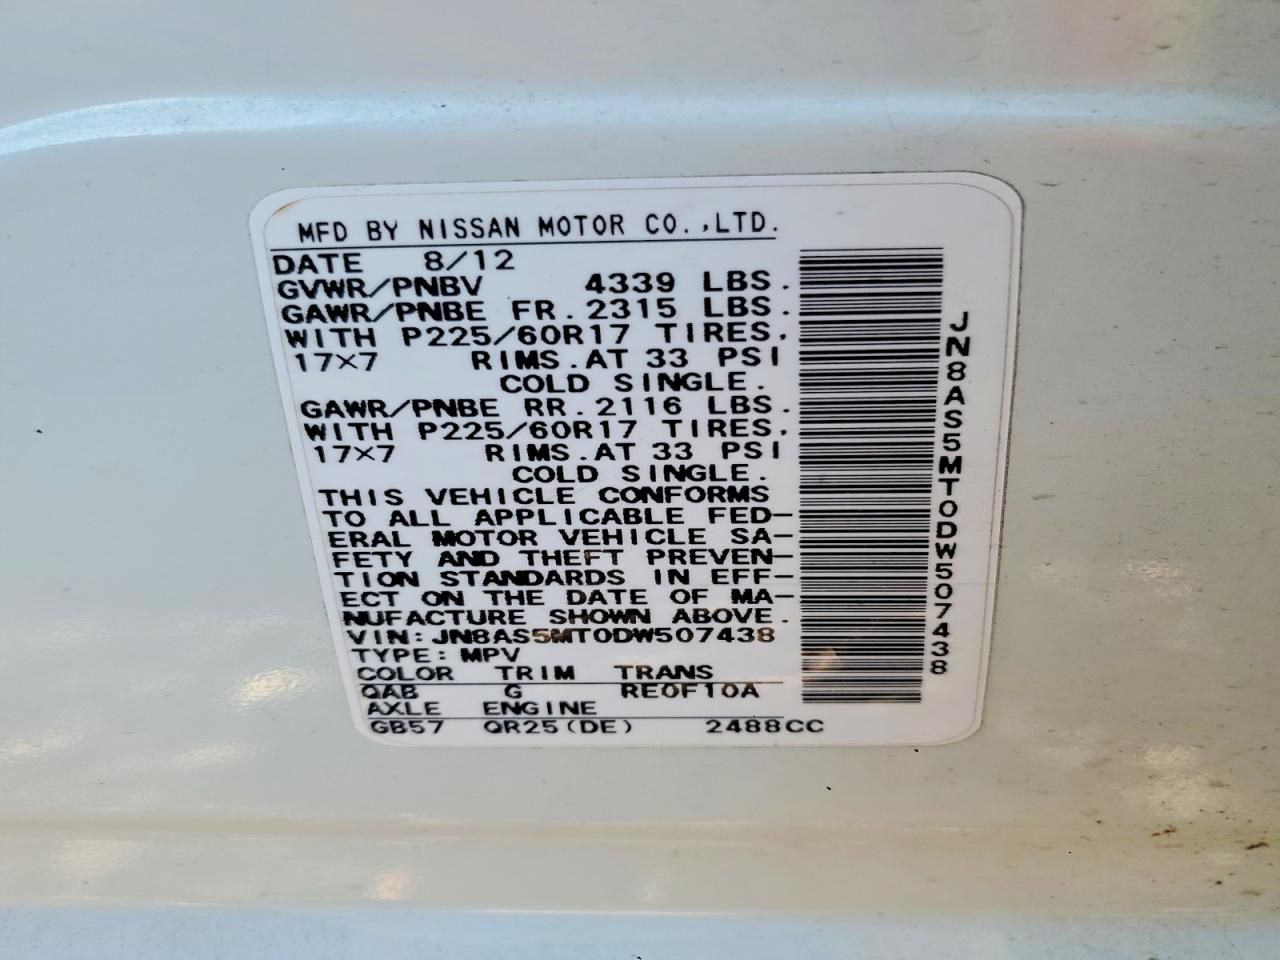 MFD BY NISSAN MOTOR CO.,LTD.
DATE 8/12
GVWR/PNBV 4339 LBS.
GAWR/PNBE FR. 2315 LBS.
WITH P225/60R17 TIRES,
17×7 RIMS. AT 33 PSI
COLD SINGLE.
GAWR/PNBE RR. 2116 LBS.
WITH P225/60R17 TIRES,
17×7 RIMS. AT 33 PSI
COLD SINGLE.
THIS VEHICLE CONFORMS
TO ALL APPLICABLE FED-
ERAL MOTOR VEHICLE SA-
FETY AND THEFT PREVEN-
TION STANDARDS IN EFF-
ECT ON THE DATE OF MA-
NUFACTURE SHOWN ABOVE.
VIN: JN8AS5MT0DW507438
TYPE: MPV
COLOR TRIM TRANS
QAB G RE0F10A
AXLE ENGINE
GB57 QR25(DE) 2488CC
JN8AS5MT0DW507438